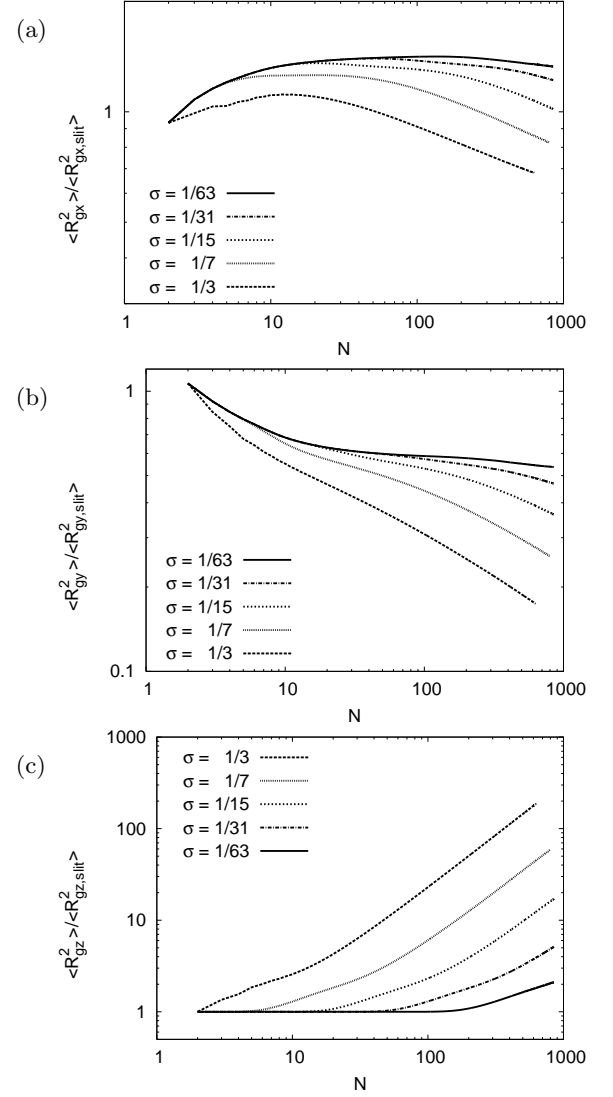 (a)
<R²gx>/<R²gx,slit>
1
σ = 1/63
σ = 1/31
σ = 1/15
σ = 1/7
σ = 1/3
1 10 100 1000
N
(b)
<R²gy>/<R²gy,slit>
1
0.1
σ = 1/63
σ = 1/31
σ = 1/15
σ = 1/7
σ = 1/3
1 10 100 1000
N
(c)
<R²gz>/<R²gz,slit>
1000
100
10
1
σ = 1/3
σ = 1/7
σ = 1/15
σ = 1/31
σ = 1/63
1 10 100 1000
N